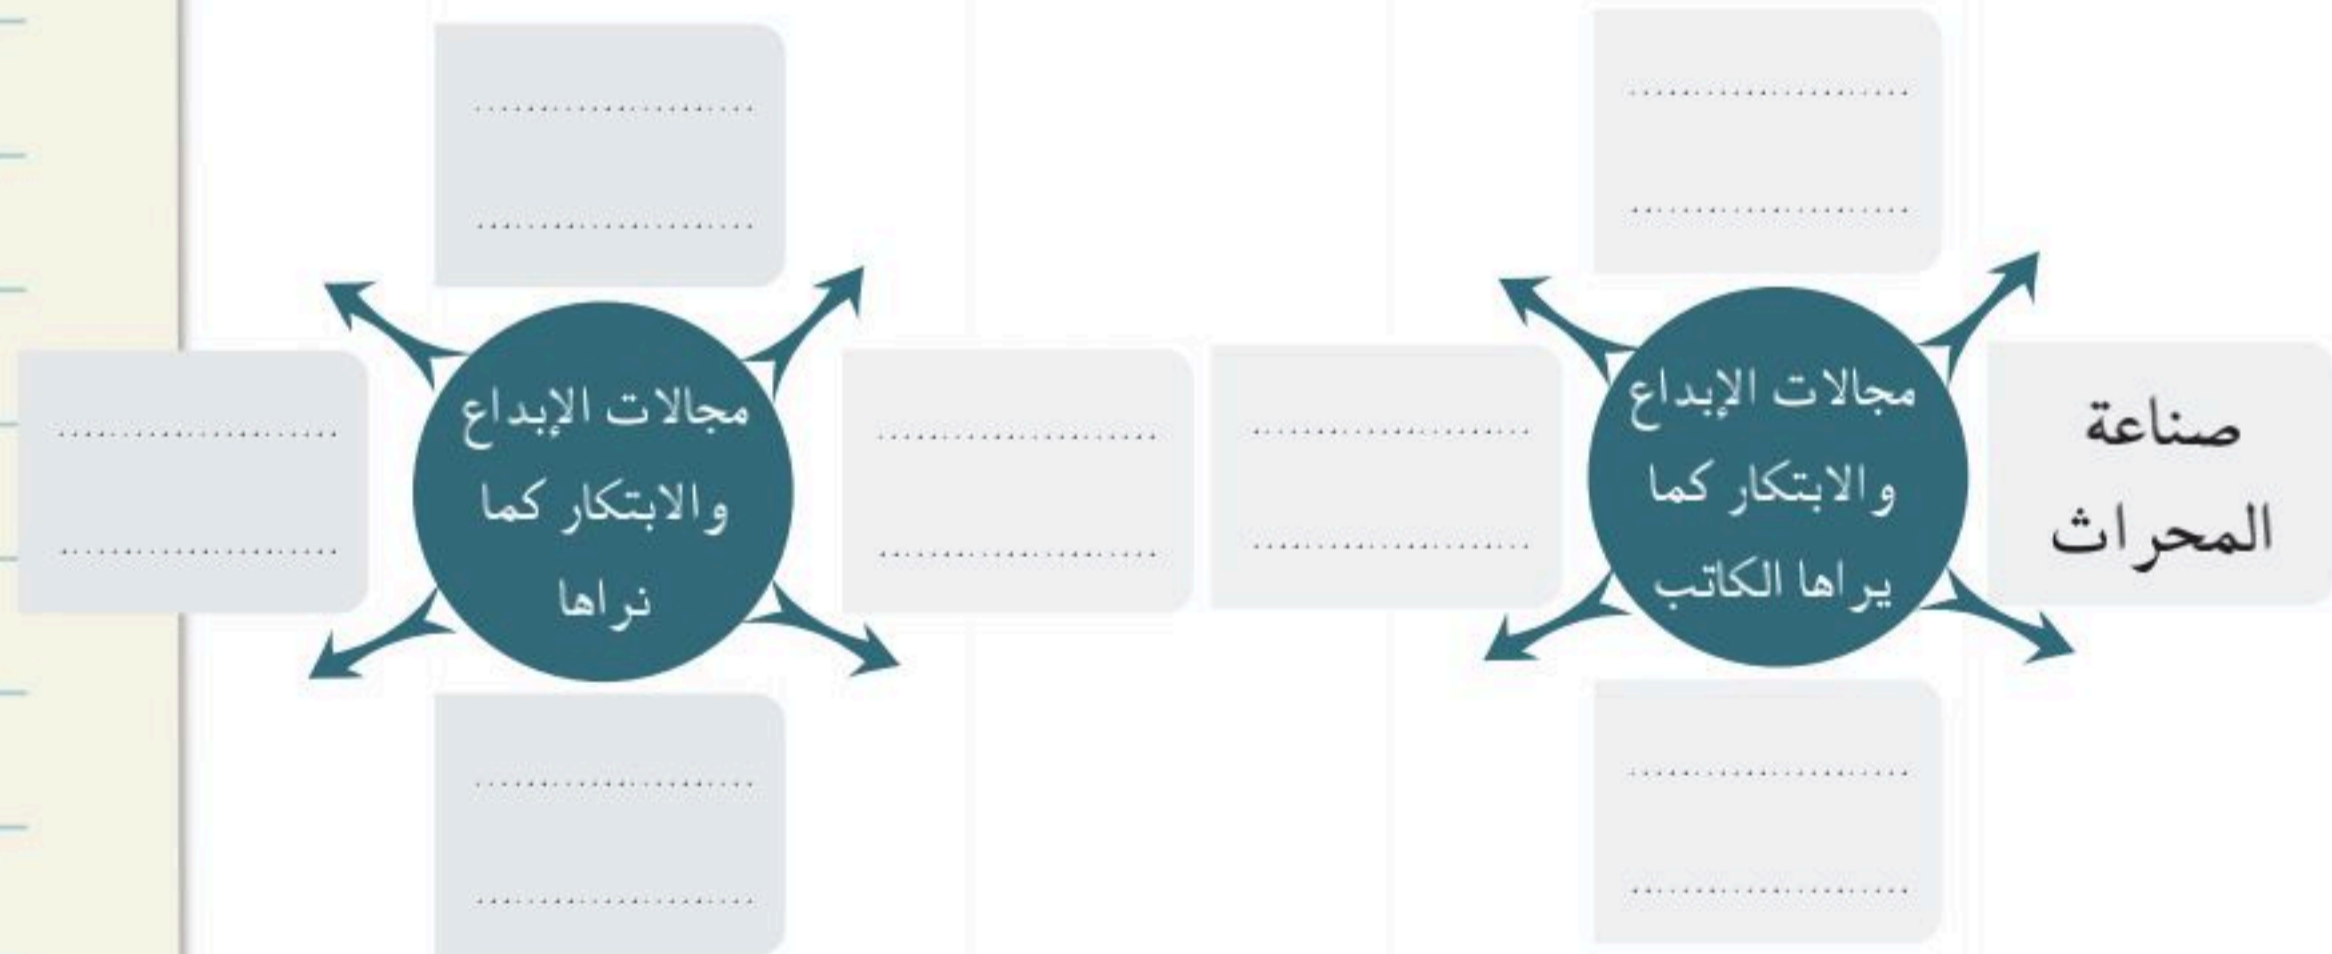 صناعة
المحراث
مجالات الإبداع
والابتكار كما
يراها الكاتب
مجالات الإبداع
والابتكار كما
نراها